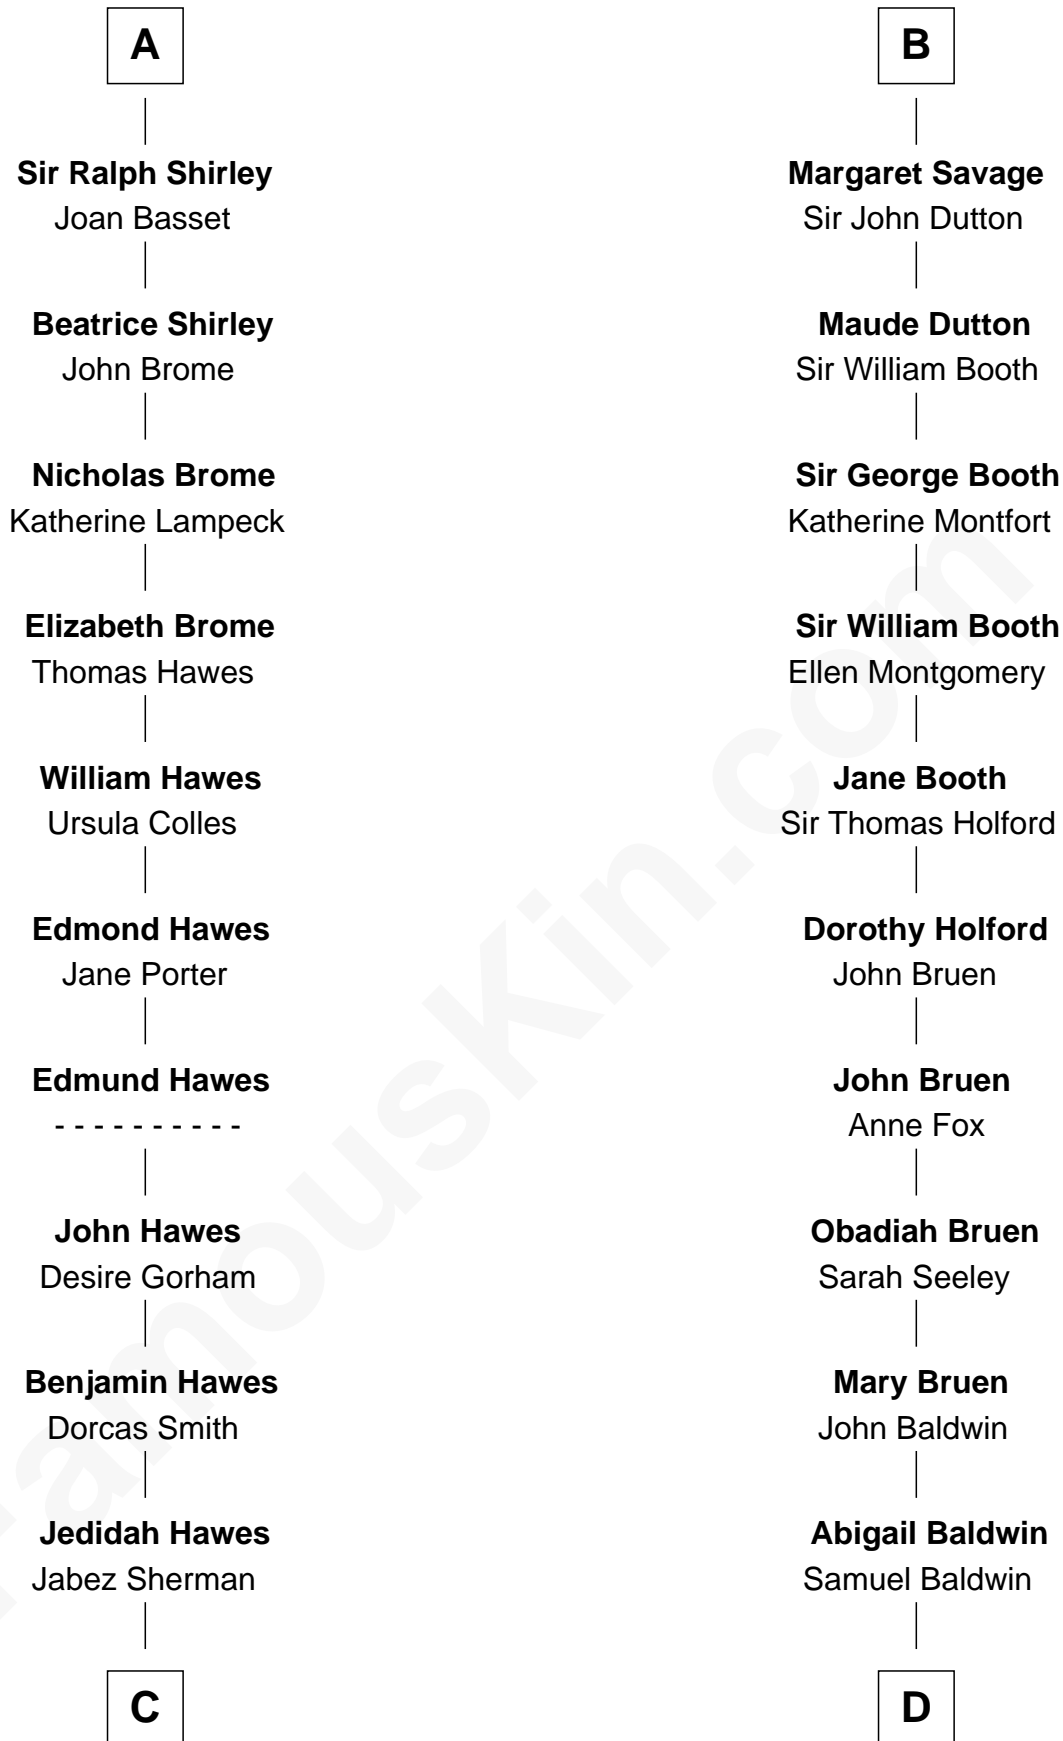 A
Sir Ralph Shirley
Joan Basset
Beatrice Shirley
John Brome
Nicholas Brome
Katherine Lampeck
Elizabeth Brome
Thomas Hawes
William Hawes
Ursula Colles
Edmond Hawes
Jane Porter
Edmund Hawes
- - - - - - - - - -
John Hawes
Desire Gorham
Benjamin Hawes
Dorcas Smith
Jedidah Hawes
Jabez Sherman
C
B
Margaret Savage
Sir John Dutton
Maude Dutton
Sir William Booth
Sir George Booth
Katherine Montfort
Sir William Booth
Ellen Montgomery
Jane Booth
Sir Thomas Holford
Dorothy Holford
John Bruen
John Bruen
Anne Fox
Obadiah Bruen
Sarah Seeley
Mary Bruen
John Baldwin
Abigail Baldwin
Samuel Baldwin
D
FamousKin.com